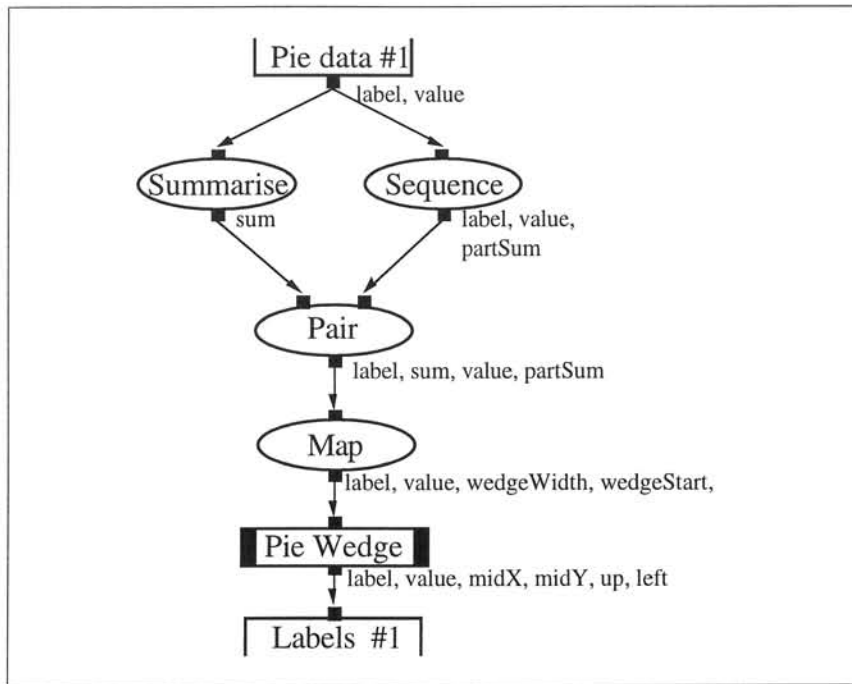 Pie data #1
label, value
Summarise
Sequence
sum
label, value,
partSum
Pair
label, sum, value, partSum
Map
label, value, wedgeWidth, wedgeStart,
Pie Wedge
label, value, midX, midY, up, left
Labels #1